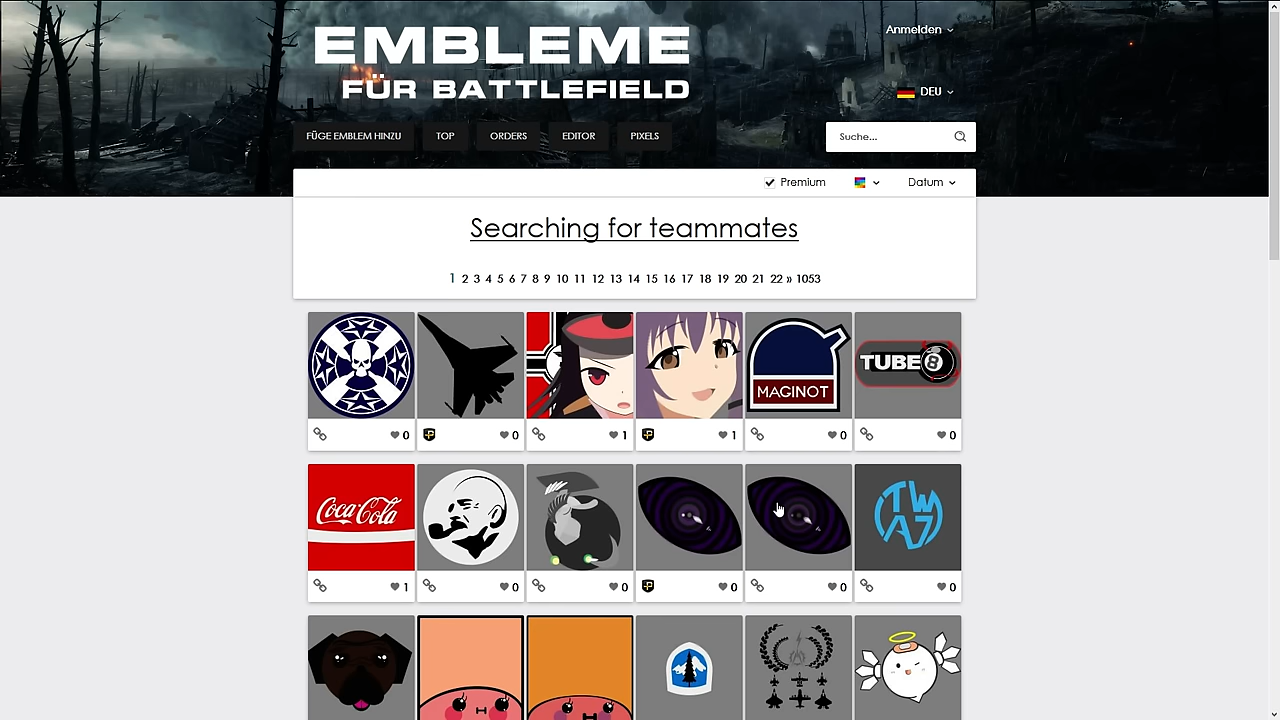 EMBLEME
FÜR BATTLEFIELD
Anmelden
DEU
FÜGE EMBLEM HINZU TOP ORDERS EDITOR PIXELS
Suche...
Premium Datum
Searching for teammates
1 2 3 4 5 6 7 8 9 10 11 12 13 14 15 16 17 18 19 20 21 22 » 1053
MAGINOT
TUBE8
0 0 1 1 0 0
Coca-Cola
TWA7
1 0 0 0 0 0